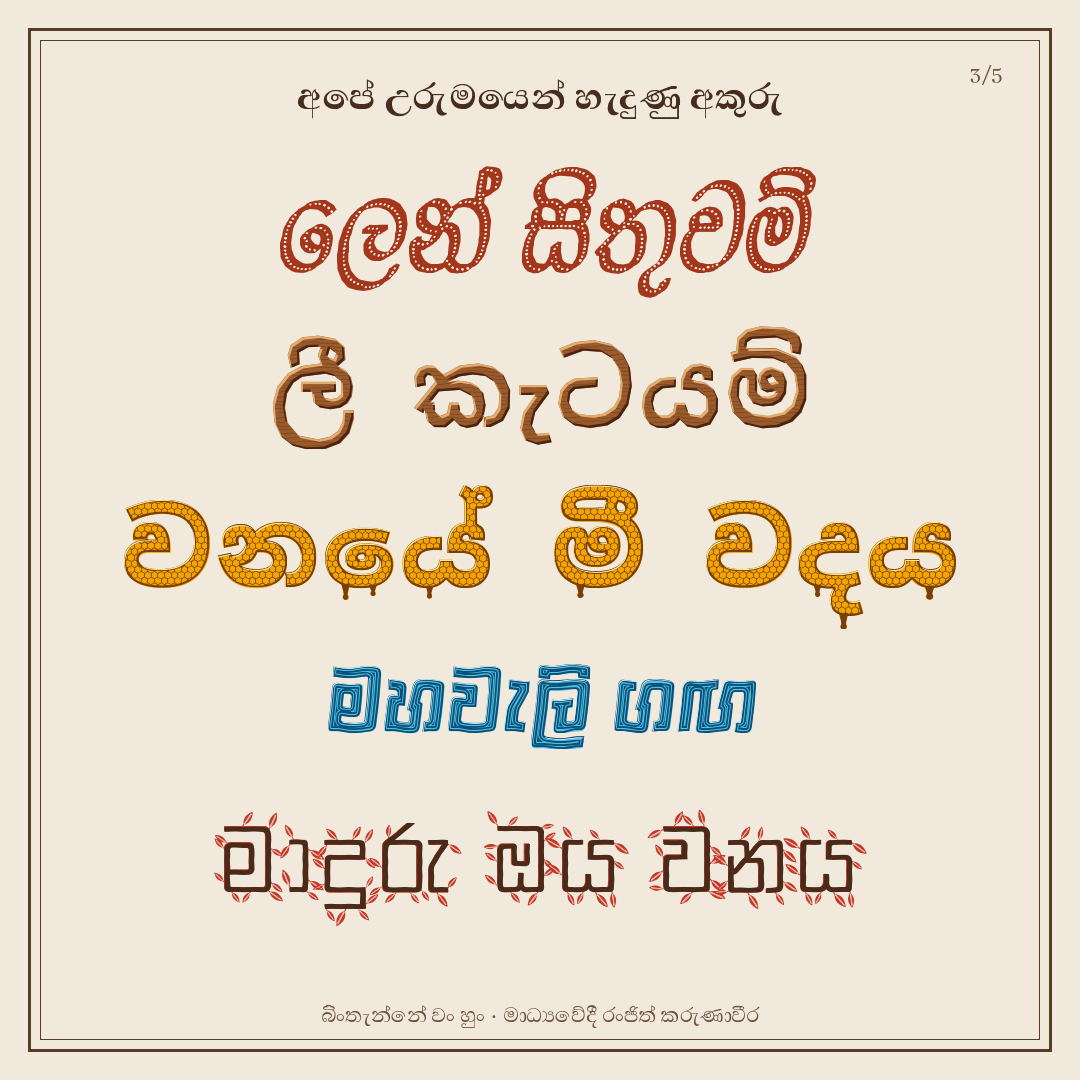 3/5
අපේ උරුමයෙන් හැදුණු අකුරු
ලෙන් සිතුවම්
ලී කැටයම්
වනයේ මී වදය
මහවැලි ගඟ
මාදුරු ඔය වනය
බිංතැන්නේ වං හුං · මාධ්‍යවේදී රංජිත් කරුණාවීර